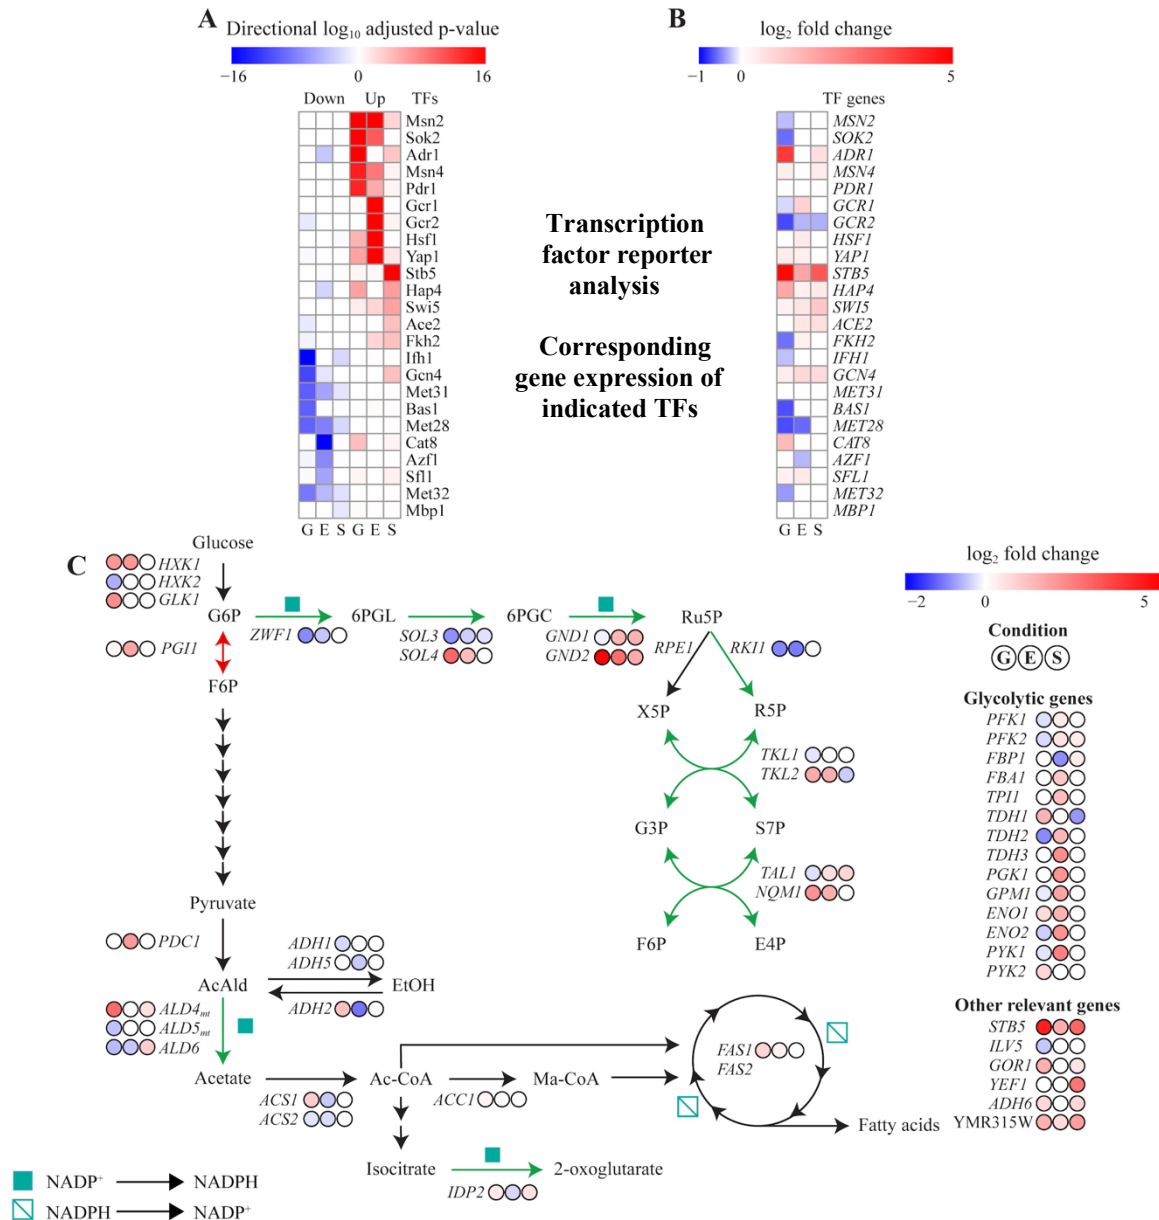 A
Directional log₁₀ adjusted p-value
−16
0
16
Down
Up
TFs
Msn2
Sok2
Adr1
Msn4
Pdr1
Gcr1
Gcr2
Hsf1
Yap1
Stb5
Hap4
Swi5
Ace2
Fkh2
Ifh1
Gcn4
Met31
Bas1
Met28
Cat8
Azf1
Sfl1
Met32
Mbp1
G E S G E S
Transcription
factor reporter
analysis
Corresponding
gene expression of
indicated TFs
B
log₂ fold change
−1
0
5
TF genes
MSN2
SOK2
ADR1
MSN4
PDR1
GCR1
GCR2
HSF1
YAP1
STB5
HAP4
SWI5
ACE2
FKH2
IFH1
GCN4
MET31
BAS1
MET28
CAT8
AZF1
SFL1
MET32
MBP1
G E S
C
Glucose
HXK1
HXK2
GLK1
G6P
6PGL
6PGC
Ru5P
ZWF1
SOL3
SOL4
GND1
GND2
RPE1
RKI1
PGI1
F6P
X5P
R5P
TKL1
TKL2
G3P
S7P
TAL1
NQM1
F6P
E4P
Pyruvate
PDC1
ADH1
ADH5
AcAld
EtOH
ADH2
ALD4mt
ALD5mt
ALD6
Acetate
Ac-CoA
Ma-CoA
ACS1
ACS2
ACC1
FAS1
FAS2
Fatty acids
Isocitrate
2-oxoglutarate
IDP2
NADP⁺
NADPH
NADPH
NADP⁺
log₂ fold change
−2
0
5
Condition
G E S
Glycolytic genes
PFK1
PFK2
FBP1
FBA1
TPI1
TDH1
TDH2
TDH3
PGK1
GPM1
ENO1
ENO2
PYK1
PYK2
Other relevant genes
STB5
ILV5
GOR1
YEF1
ADH6
YMR315W